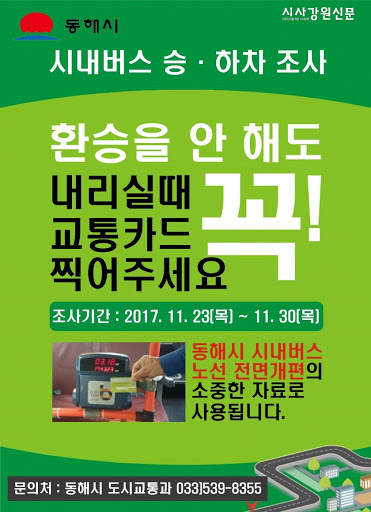 동해시
시사강원신문
시내버스 승 · 하차 조사
환승을 안 해도
내리실때
교통카드
찍어주세요
꼭!
조사기간 : 2017. 11. 23(목) ~ 11. 30(목)
동해시 시내버스
노선 전면개편의
소중한 자료로
사용됩니다.
문의처 : 동해시 도시교통과 033)539-8355